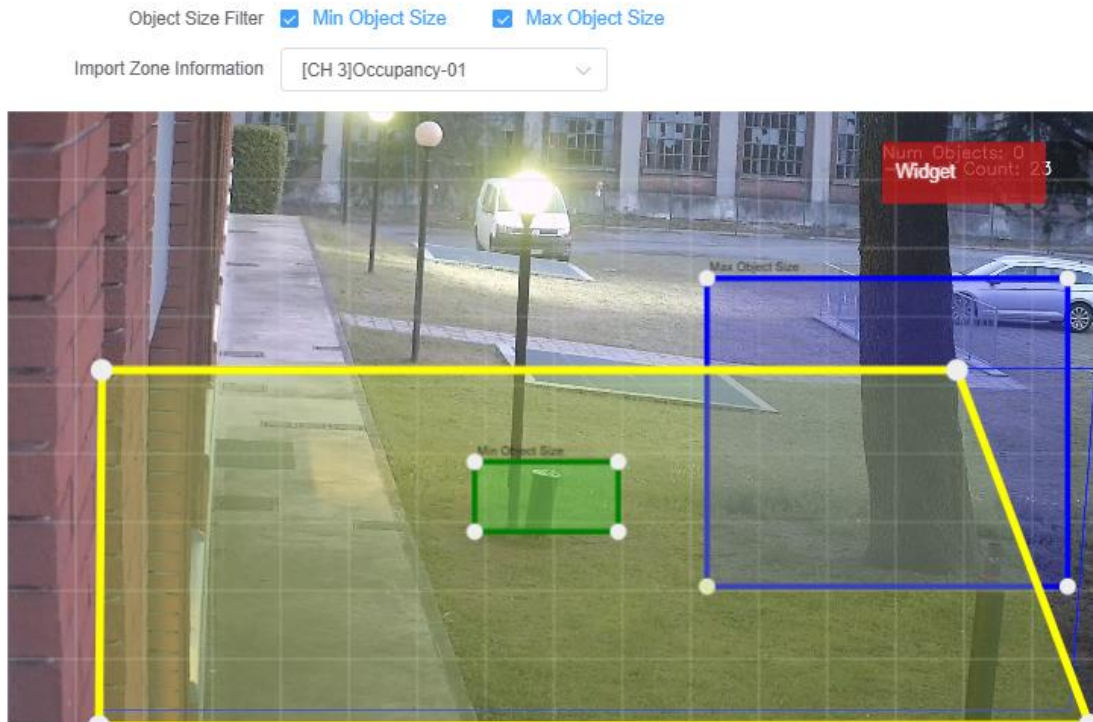 Object Size Filter Min Object Size Max Object Size
Import Zone Information [CH 3]Occupancy-01
Num Objects: 0
Widget Count: 23
Max Object Size
Min Object Size